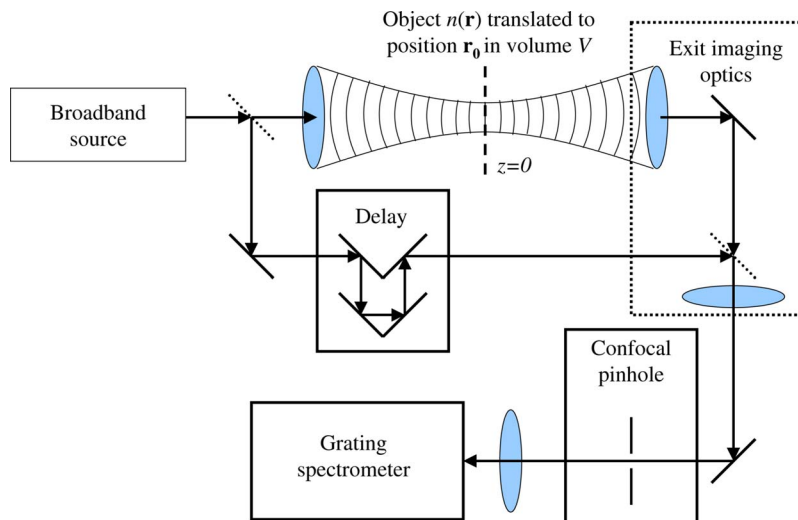 Object n(r) translated to
position r0 in volume V
Exit imaging
optics
Broadband
source
z=0
Delay
Confocal
pinhole
Grating
spectrometer